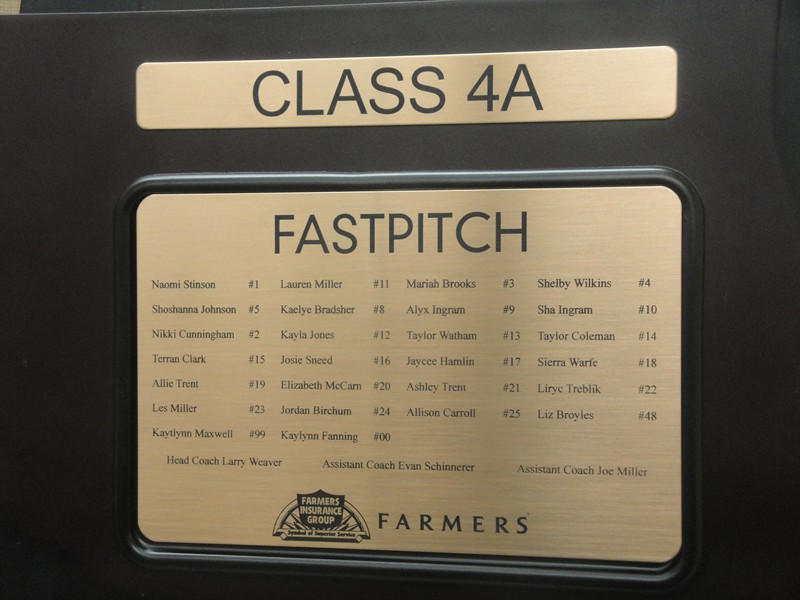 CLASS 4A
FASTPITCH
Naomi Stinson #1 Lauren Miller #11 Mariah Brooks #3 Shelby Wilkins #4
Shoshanna Johnson #5 Kaelye Bradsher #8 Alyx Ingram #9 Sha Ingram #10
Nikki Cunningham #2 Kayla Jones #12 Taylor Watham #13 Taylor Coleman #14
Terran Clark #15 Josie Sneed #16 Jaycee Hamlin #17 Sierra Warfe #18
Allie Trent #19 Elizabeth McCarn #20 Ashley Trent #21 Liryc Treblik #22
Les Miller #23 Jordan Birchum #24 Allison Carroll #25 Liz Broyles #48
Kaytlynn Maxwell #99 Kaylynn Fanning #00
Head Coach Larry Weaver Assistant Coach Evan Schinnerer Assistant Coach Joe Miller
FARMERS
INSURANCE
GROUP
Symbol of Superior Service
FARMERS